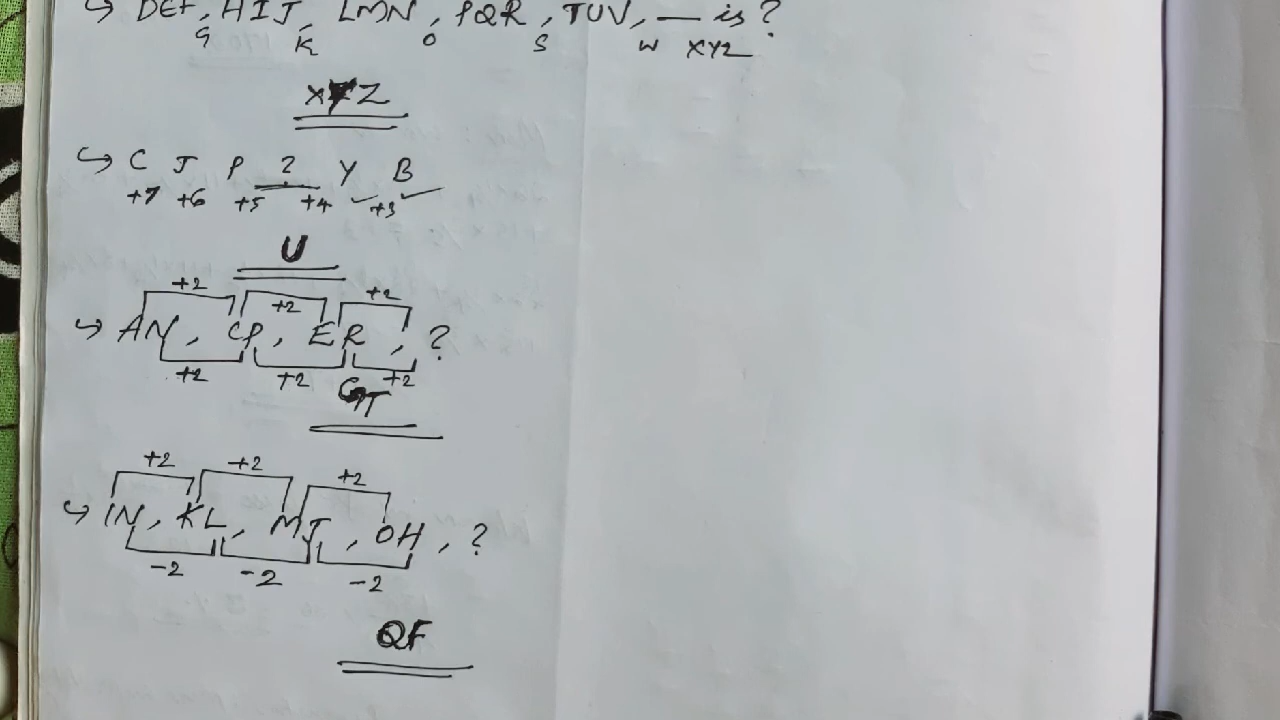 ↪ DEF, HIJ, LMN, PQR, TUV, — is?
G K O S W XYZ
XYZ
↪ C J P ? Y B
+7 +6 +5 +4 +3
U
+2 +2 +2
↪ AN, CP, ER, ?
+2 +2 +2
GT
+2 +2 +2
↪ IN, KL, MJ, OH, ?
-2 -2 -2
QF